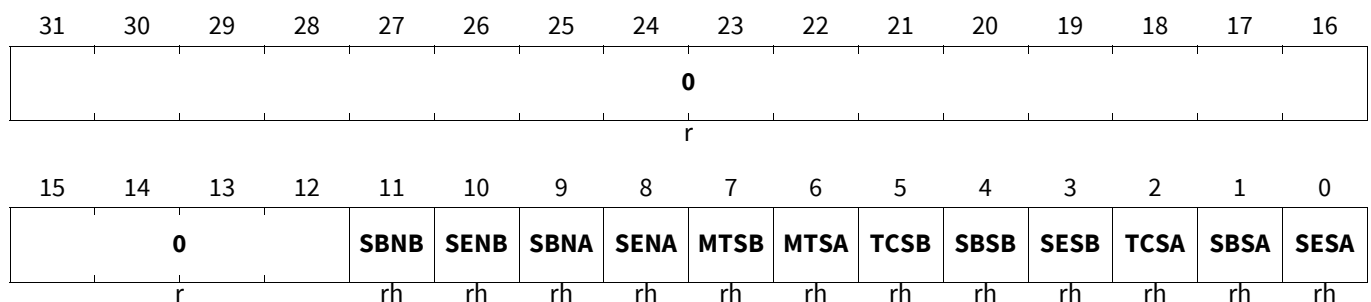 31 30 29 28 27 26 25 24 23 22 21 20 19 18 17 16
0
r
15 14 13 12 11 10 9 8 7 6 5 4 3 2 1 0
0 SBNB SENB SBNA SENA MTSB MTSA TCSB SBSB SESB TCSA SBSA SESA
r rh rh rh rh rh rh rh rh rh rh rh rh